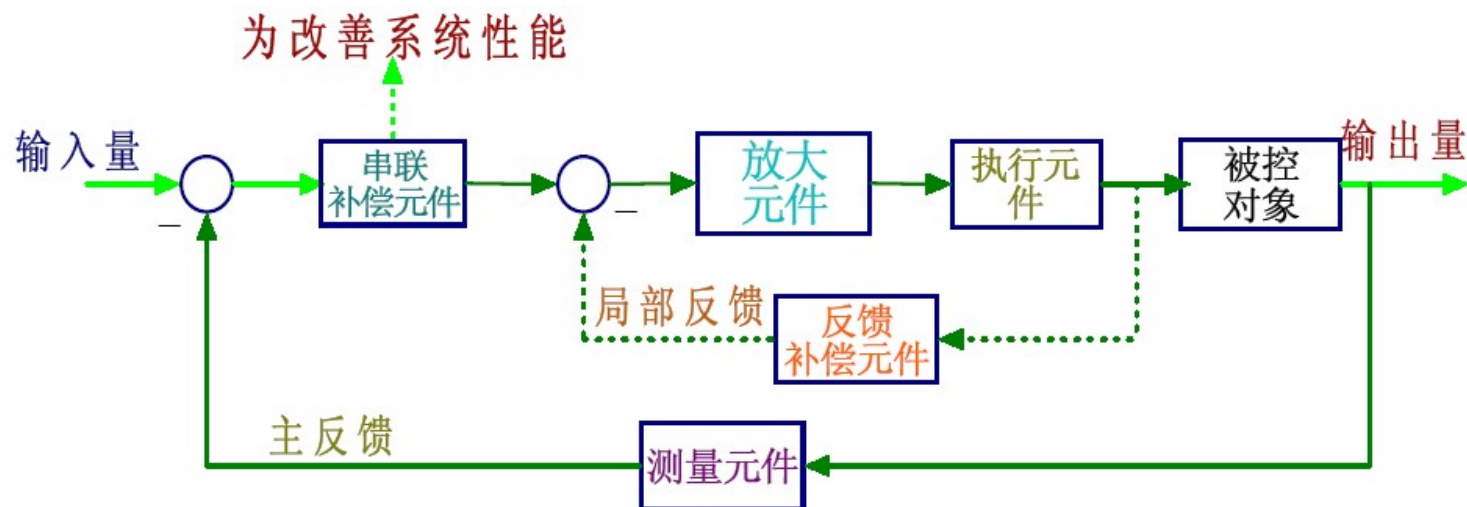 为改善系统性能
输入量
串联
补偿元件
放大
元件
执行元
件
被控
对象
输出量
−
−
局部反馈
反馈
补偿元件
主反馈
测量元件